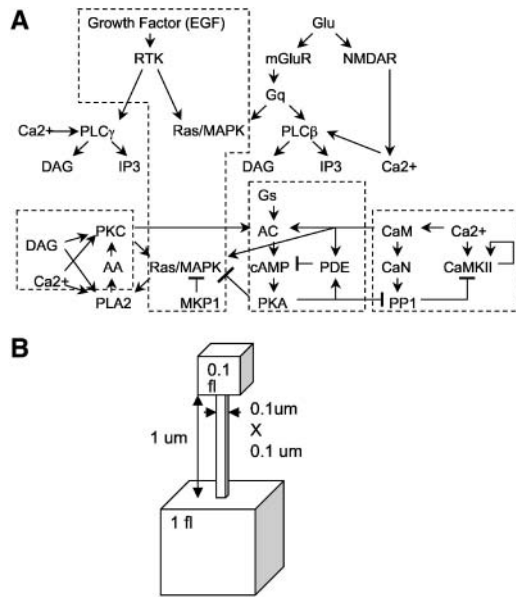 A
Growth Factor (EGF) Glu
RTK mGluR NMDAR
Gq
Ca2+ PLCγ Ras/MAPK PLCβ
DAG IP3 DAG IP3 Ca2+
Gs
PKC AC CaM Ca2+
DAG AA Ras/MAPK cAMP PDE CaN CaMKII
Ca2+
PLA2 MKP1 PKA PP1
B
0.1
fl
0.1um
X
0.1 um
1 um
1 fl